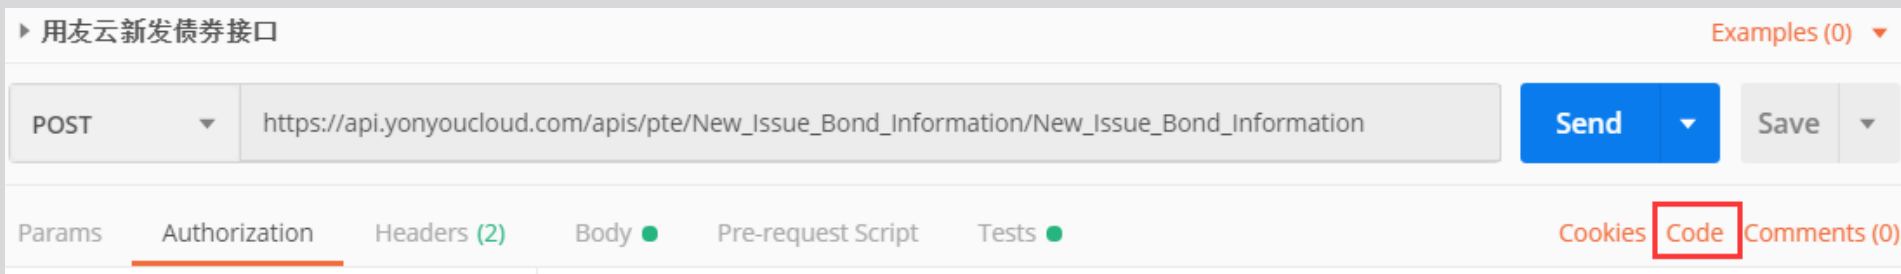 用友云新发债券接口 Examples (0)
POST https://api.yonyoucloud.com/apis/pte/New_Issue_Bond_Information/New_Issue_Bond_Information Send Save
Params Authorization Headers (2) Body Pre-request Script Tests Cookies Code Comments (0)